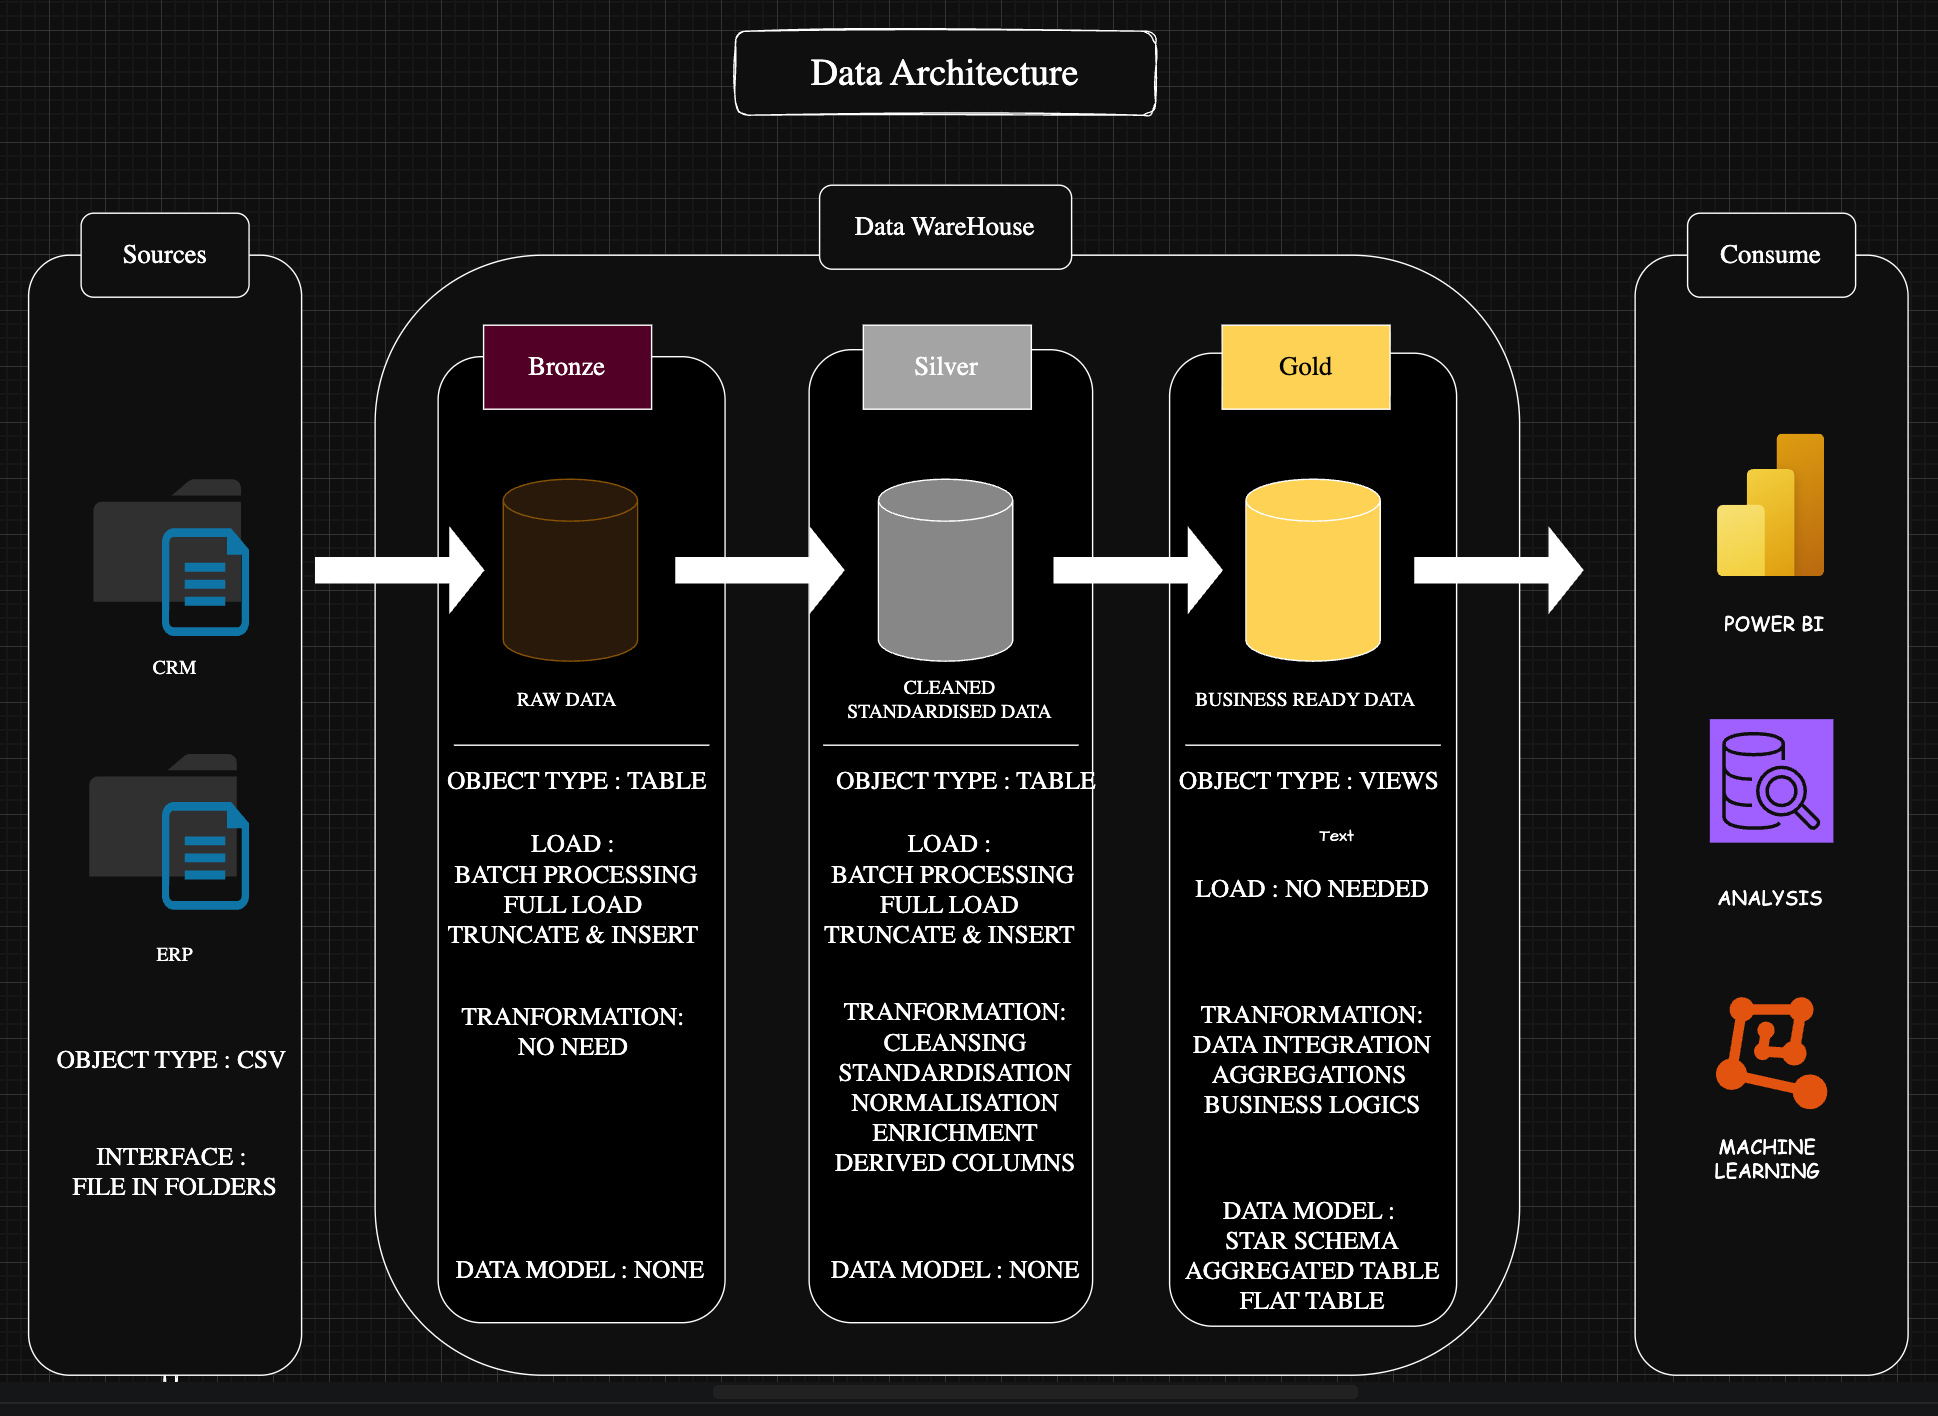 Data Architecture
Data WareHouse
Sources
CRM
ERP
OBJECT TYPE : CSV
INTERFACE :
FILE IN FOLDERS
Bronze
RAW DATA
OBJECT TYPE : TABLE
LOAD :
BATCH PROCESSING
FULL LOAD
TRUNCATE & INSERT
TRANFORMATION:
NO NEED
DATA MODEL : NONE
Silver
CLEANED
STANDARDISED DATA
OBJECT TYPE : TABLE
LOAD :
BATCH PROCESSING
FULL LOAD
TRUNCATE & INSERT
TRANFORMATION:
CLEANSING
STANDARDISATION
NORMALISATION
ENRICHMENT
DERIVED COLUMNS
DATA MODEL : NONE
Gold
BUSINESS READY DATA
OBJECT TYPE : VIEWS
Text
LOAD : NO NEEDED
TRANFORMATION:
DATA INTEGRATION
AGGREGATIONS
BUSINESS LOGICS
DATA MODEL :
STAR SCHEMA
AGGREGATED TABLE
FLAT TABLE
Consume
POWER BI
ANALYSIS
MACHINE
LEARNING